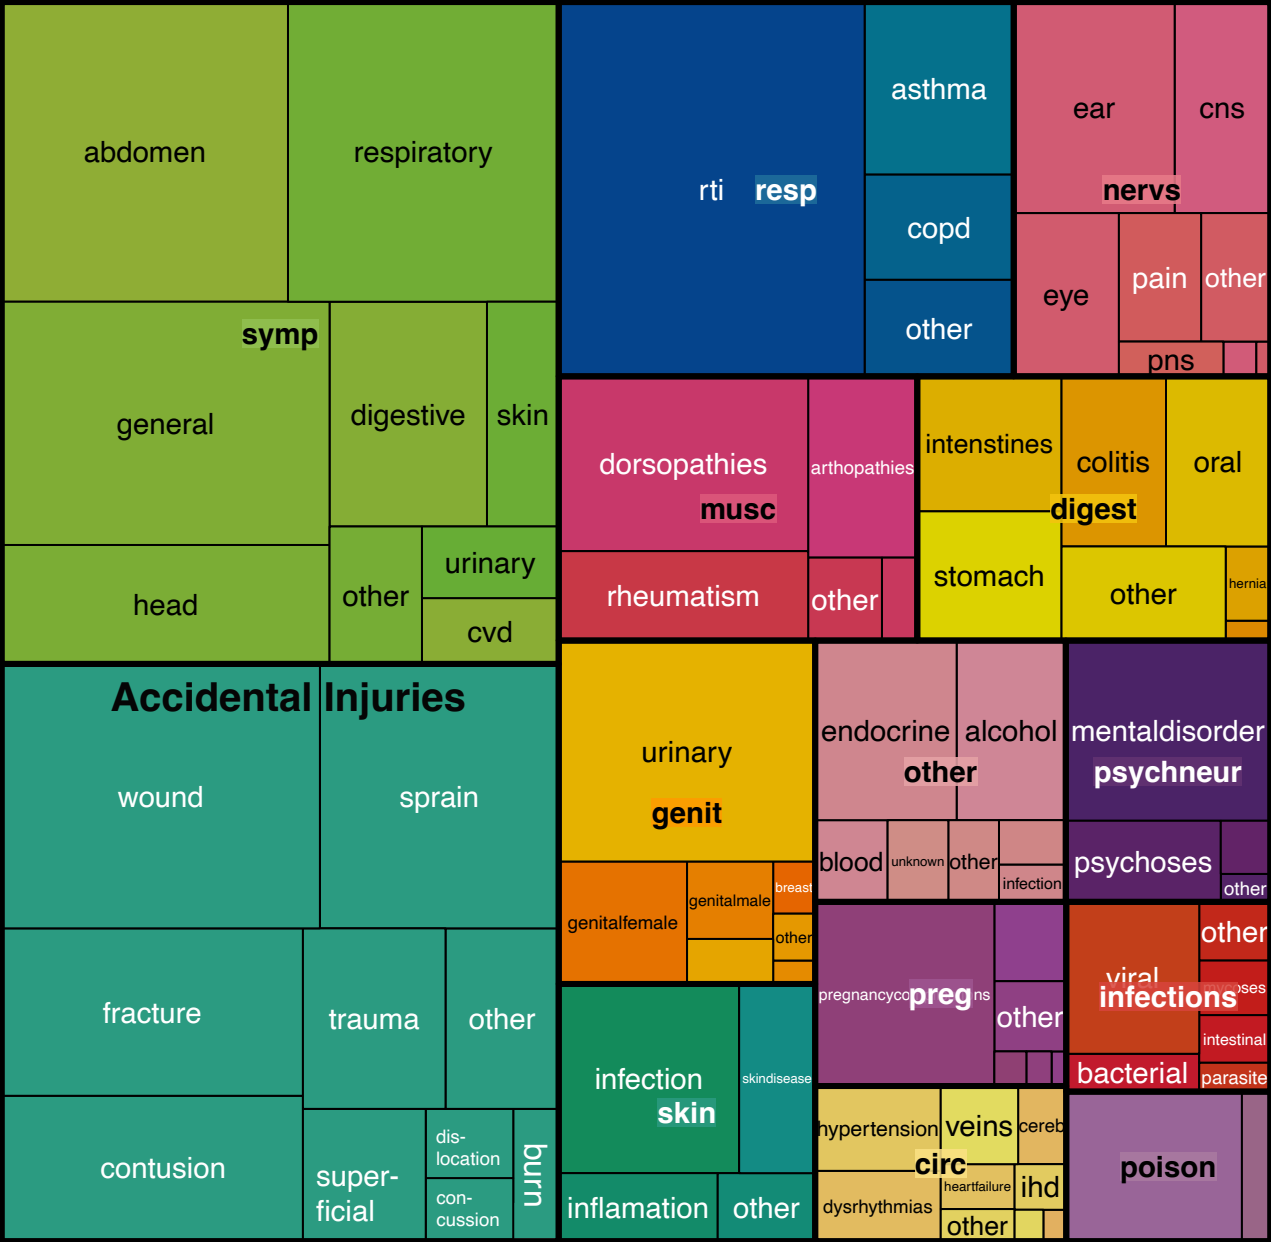 abdomen
respiratory
symp
general
digestive
skin
head
other
urinary
cvd
Accidental Injuries
wound
sprain
fracture
trauma
other
contusion
super-
ficial
dis-
location
con-
cussion
burn
rti
resp
asthma
copd
other
ear
cns
nervs
eye
pain
other
pns
dorsopathies
arthopathies
musc
rheumatism
other
intenstines
colitis
oral
digest
stomach
other
hernia
urinary
genit
genitalfemale
genitalmale
breast
other
endocrine
alcohol
other
blood
unknown
other
infection
mentaldisorder
psychneur
psychoses
other
preg
other
viral
other
infections
intestinal
bacterial
parasite
infection
skindisease
skin
inflamation
other
hypertension
veins
cereb
circ
dysrhythmias
heartfailure
ihd
other
poison